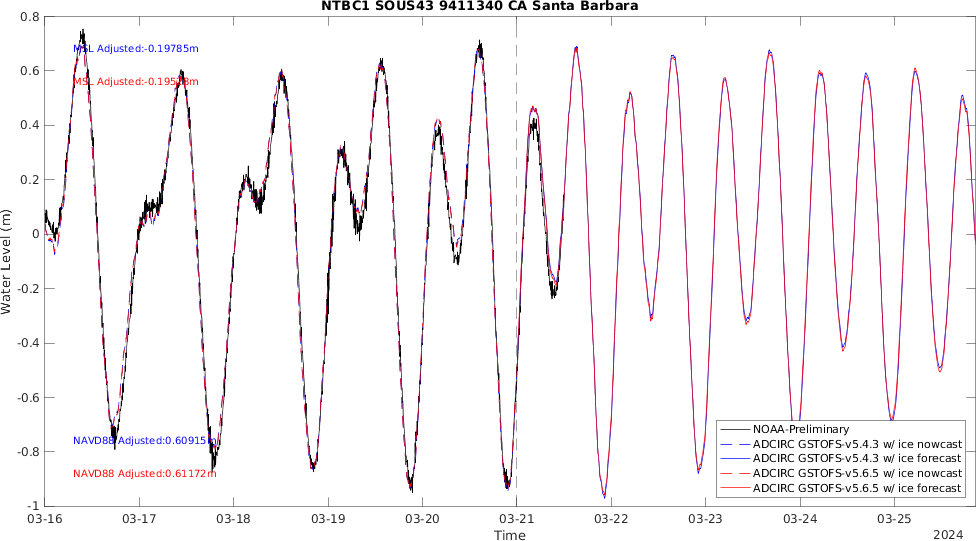 NTBC1 SOUS43 9411340 CA Santa Barbara
0.8
0.6
0.4
0.2
0
-0.2
-0.4
-0.6
-0.8
-1
Water Level (m)
MSL Adjusted:-0.19785m
MSL
NAVD88 Adjusted:0.60915m
NAVD88 Adjusted:0.61172m
NOAA-Preliminary
ADCIRC GSTOFS-v5.4.3 w/ ice nowcast
ADCIRC GSTOFS-v5.4.3 w/ ice forecast
ADCIRC GSTOFS-v5.6.5 w/ ice nowcast
ADCIRC GSTOFS-v5.6.5 w/ ice forecast
03-16 03-17 03-18 03-19 03-20 03-21 03-22 03-23 03-24 03-25
Time
2024